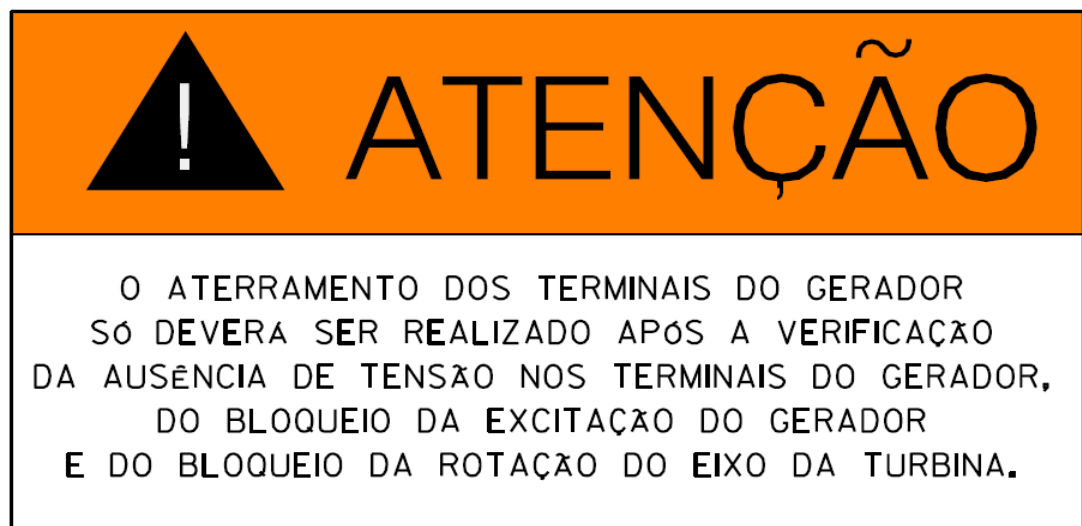 ! ATENÇÃO
O ATERRAMENTO DOS TERMINAIS DO GERADOR
SÓ DEVERÁ SER REALIZADO APÓS A VERIFICAÇÃO
DA AUSÊNCIA DE TENSÃO NOS TERMINAIS DO GERADOR,
DO BLOQUEIO DA EXCITAÇÃO DO GERADOR
E DO BLOQUEIO DA ROTAÇÃO DO EIXO DA TURBINA.